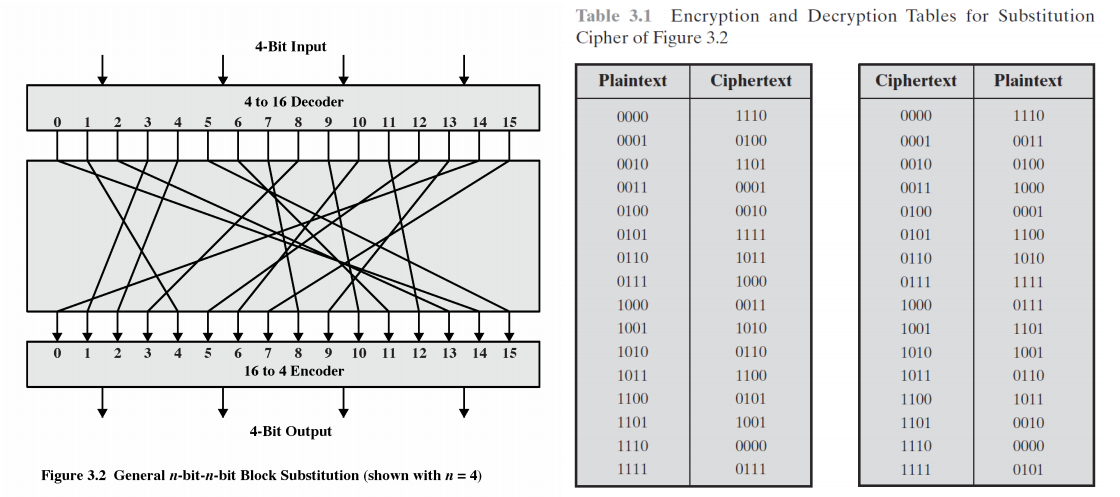 4-Bit Input
4 to 16 Decoder
0 1 2 3 4 5 6 7 8 9 10 11 12 13 14 15
0 1 2 3 4 5 6 7 8 9 10 11 12 13 14 15
16 to 4 Encoder
4-Bit Output
Figure 3.2 General n-bit-n-bit Block Substitution (shown with n = 4)
Table 3.1 Encryption and Decryption Tables for Substitution
Cipher of Figure 3.2
Plaintext Ciphertext
0000 1110
0001 0100
0010 1101
0011 0001
0100 0010
0101 1111
0110 1011
0111 1000
1000 0011
1001 1010
1010 0110
1011 1100
1100 0101
1101 1001
1110 0000
1111 0111
Ciphertext Plaintext
0000 1110
0001 0011
0010 0100
0011 1000
0100 0001
0101 1100
0110 1010
0111 1111
1000 0111
1001 1101
1010 1001
1011 0110
1100 1011
1101 0010
1110 0000
1111 0101